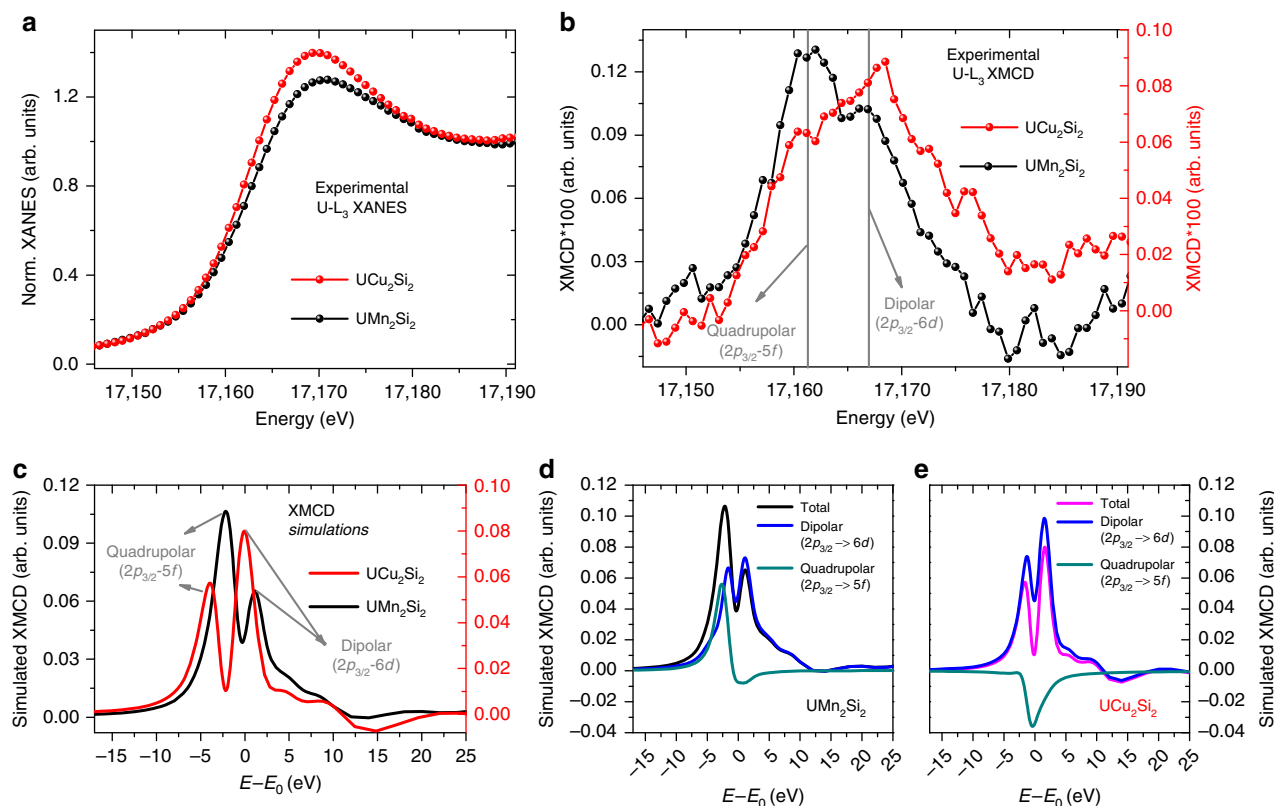 a
Norm. XANES (arb. units)
1.2
0.8
0.4
0.0
Experimental
U-L₃ XANES
UCu₂Si₂
UMn₂Si₂
17,150 17,160 17,170 17,180 17,190
Energy (eV)
b
XMCD*100 (arb. units)
0.12
0.09
0.06
0.03
0.00
Experimental
U-L₃ XMCD
UCu₂Si₂
UMn₂Si₂
Quadrupolar
(2p₃/₂-5f)
Dipolar
(2p₃/₂-6d)
0.10
0.08
0.06
0.04
0.02
0.00
XMCD*100 (arb. units)
17,150 17,160 17,170 17,180 17,190
Energy (eV)
c
Simulated XMCD (arb. units)
0.12
0.09
0.06
0.03
0.00
XMCD
simulations
Quadrupolar
(2p₃/₂-5f)
UCu₂Si₂
UMn₂Si₂
Dipolar
(2p₃/₂-6d)
0.10
0.08
0.06
0.04
0.02
0.00
−15 −10 −5 0 5 10 15 20 25
E−E₀ (eV)
d
Simulated XMCD (arb. units)
0.12
0.10
0.08
0.06
0.04
0.02
0.00
−0.02
−0.04
Total
Dipolar
(2p₃/₂−>6d)
Quadrupolar
(2p₃/₂−>5f)
UMn₂Si₂
−15 −10 −5 0 5 10 15 20 25
E−E₀ (eV)
e
Total
Dipolar
(2p₃/₂−>6d)
Quadrupolar
(2p₃/₂−>5f)
UCu₂Si₂
0.12
0.10
0.08
0.06
0.04
0.02
0.00
−0.02
−0.04
Simulated XMCD (arb. units)
−15 −10 −5 0 5 10 15 20 25
E−E₀ (eV)